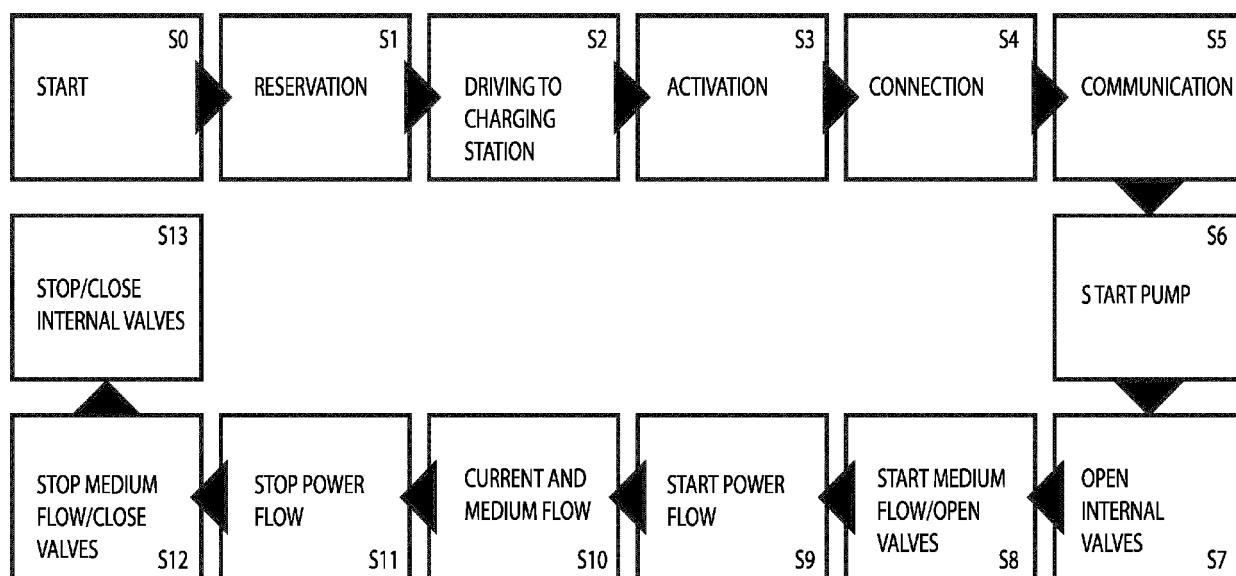 S0
START
S1
RESERVATION
S2
DRIVING TO
CHARGING
STATION
S3
ACTIVATION
S4
CONNECTION
S5
COMMUNICATION
S6
START PUMP
OPEN
INTERNAL
VALVES
S7
START MEDIUM
FLOW/OPEN
VALVES
S8
START POWER
FLOW
S9
CURRENT AND
MEDIUM FLOW
S10
STOP POWER
FLOW
S11
STOP MEDIUM
FLOW/CLOSE
VALVES
S12
S13
STOP/CLOSE
INTERNAL VALVES